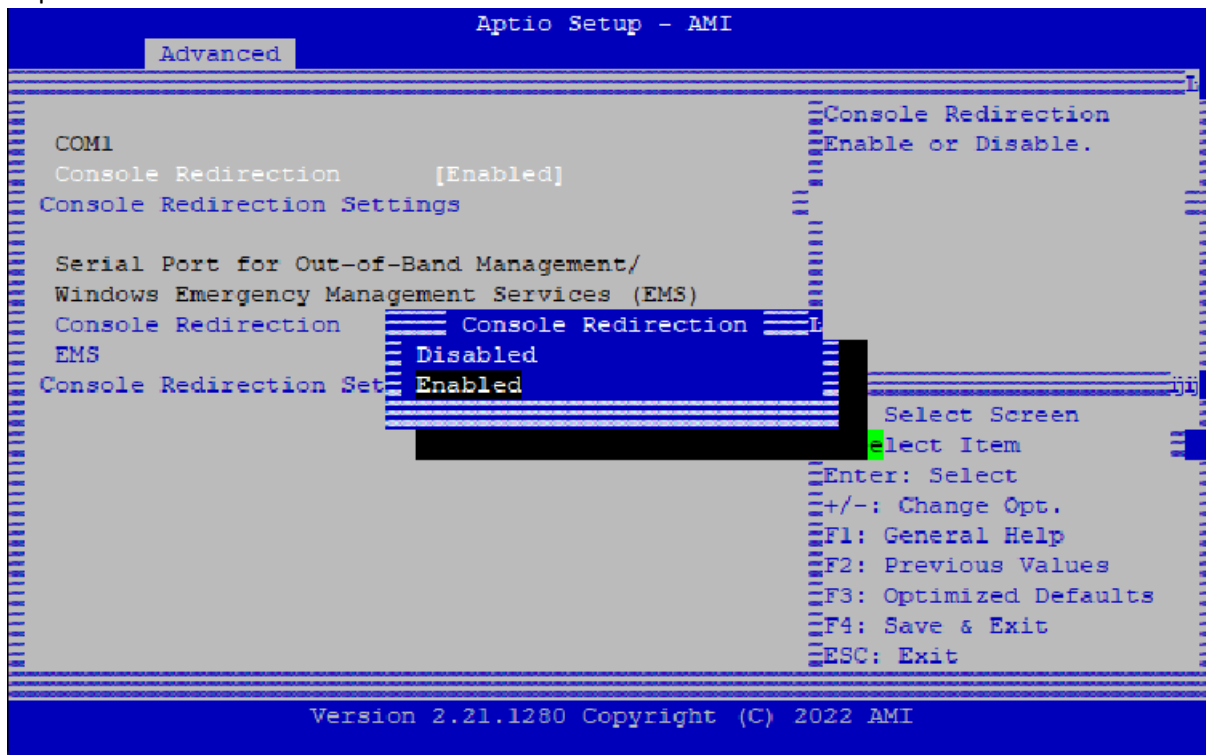 Aptio Setup - AMI
Advanced
COM1
Console Redirection [Enabled]
Console Redirection Settings
Serial Port for Out-of-Band Management/
Windows Emergency Management Services (EMS)
Console Redirection
EMS
Console Redirection Set
Console Redirection
Disabled
Enabled
Console Redirection
Enable or Disable.
Select Screen
elect Item
Enter: Select
+/-: Change Opt.
F1: General Help
F2: Previous Values
F3: Optimized Defaults
F4: Save & Exit
ESC: Exit
Version 2.21.1280 Copyright (C) 2022 AMI